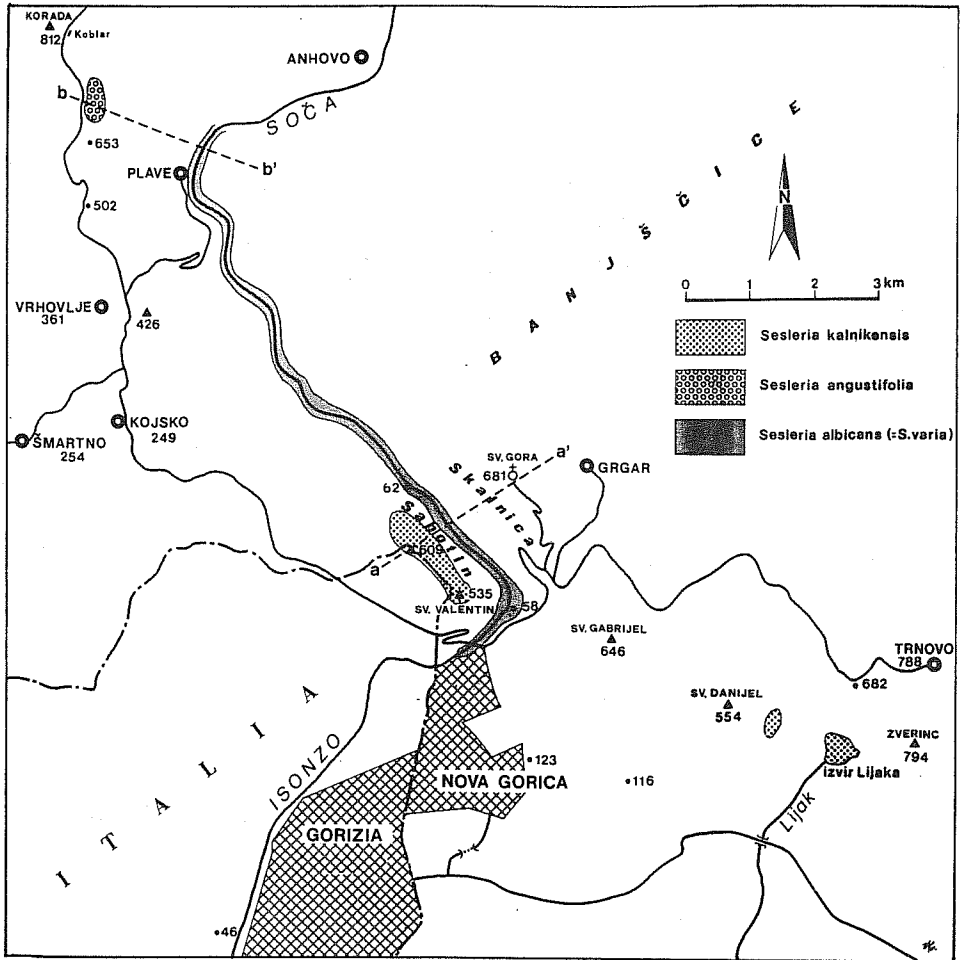 KORADA
812
Koblar
ANHOVO
SOČA
b
653
b'
PLAVE
502
BANJŠČICE
N
0 1 2 3 km
VRHOVLJE
361
426
Sesleria kalnikensis
Sesleria angustifolia
Sesleria albicans (=S.varia)
KOJSKO
249
ŠMARTNO
254
SV. GORA
681
a'
GRGAR
Skalnica
62
Sabotin
609
a
535
SV. VALENTIN
58
SV. GABRIJEL
646
TRNOVO
788
682
SV. DANIJEL
554
ZVERINC
794
izvir Lijaka
ITALIA
ISONZO
123
NOVA GORICA
116
Lijak
GORIZIA
46